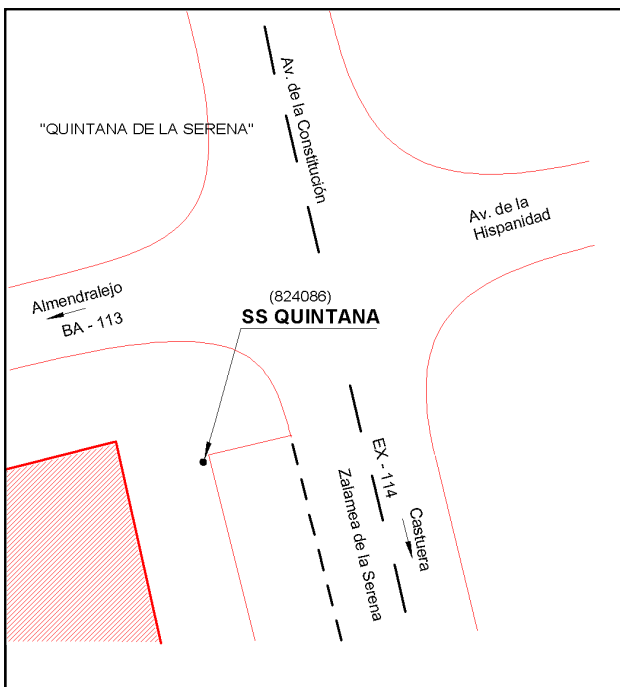 Av. de la Constitución
"QUINTANA DE LA SERENA"
Av. de la
Hispanidad
Almendralejo
BA - 113
(824086)
SS QUINTANA
EX - 114
Zalamea de la Serena
Castuera